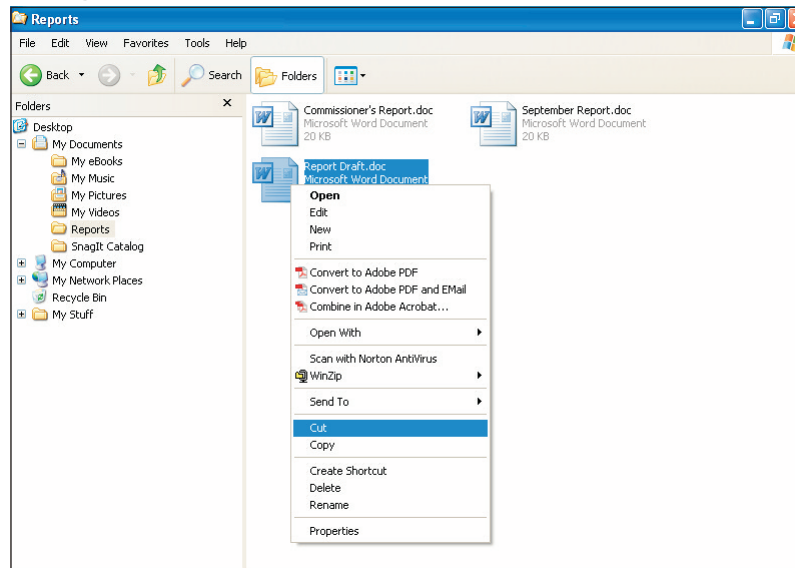 Reports
File Edit View Favorites Tools Help
Back Search Folders
Folders x
Desktop
My Documents
My eBooks
My Music
My Pictures
My Videos
Reports
SnagIt Catalog
My Computer
My Network Places
Recycle Bin
My Stuff
Commissioner's Report.doc
Microsoft Word Document
20 KB
September Report.doc
Microsoft Word Document
20 KB
Report Draft.doc
Microsoft Word Document
Open
Edit
New
Print
Convert to Adobe PDF
Convert to Adobe PDF and EMail
Combine in Adobe Acrobat...
Open With
Scan with Norton AntiVirus
WinZip
Send To
Cut
Copy
Create Shortcut
Delete
Rename
Properties